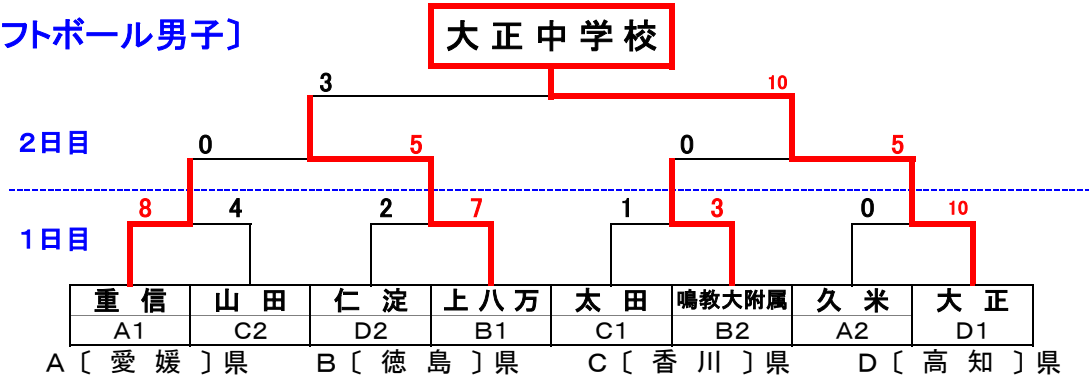 フトボール男子〕
大正中学校
3 10
2日目
0 5 0 5
8 4 2 7 1 3 0 10
1日目
重信 山田 仁淀 上八万 太田 鳴教大附属 久米 大正
A1 C2 D2 B1 C1 B2 A2 D1
A〔愛媛〕県 B〔徳島〕県 C〔香川〕県 D〔高知〕県